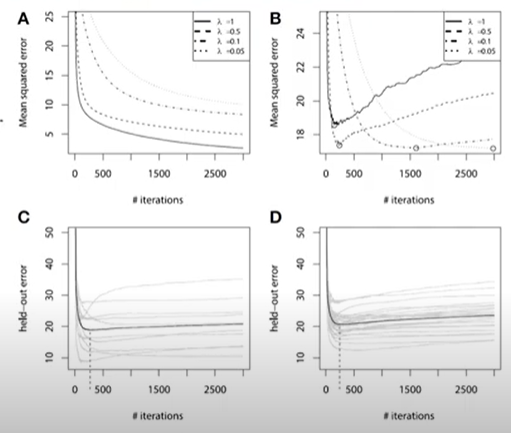 A
Mean squared error
25
20
15
10
5
λ =1
λ =0.5
λ =0.1
λ =0.05
0 500 1500 2500
# iterations
B
Mean squared error
24
22
20
18
λ =1
λ =0.5
λ =0.1
λ =0.05
0 500 1500 2500
# iterations
C
held-out error
50
40
30
20
10
0 500 1500 2500
# iterations
D
held-out error
50
40
30
20
10
0 500 1500 2500
# iterations